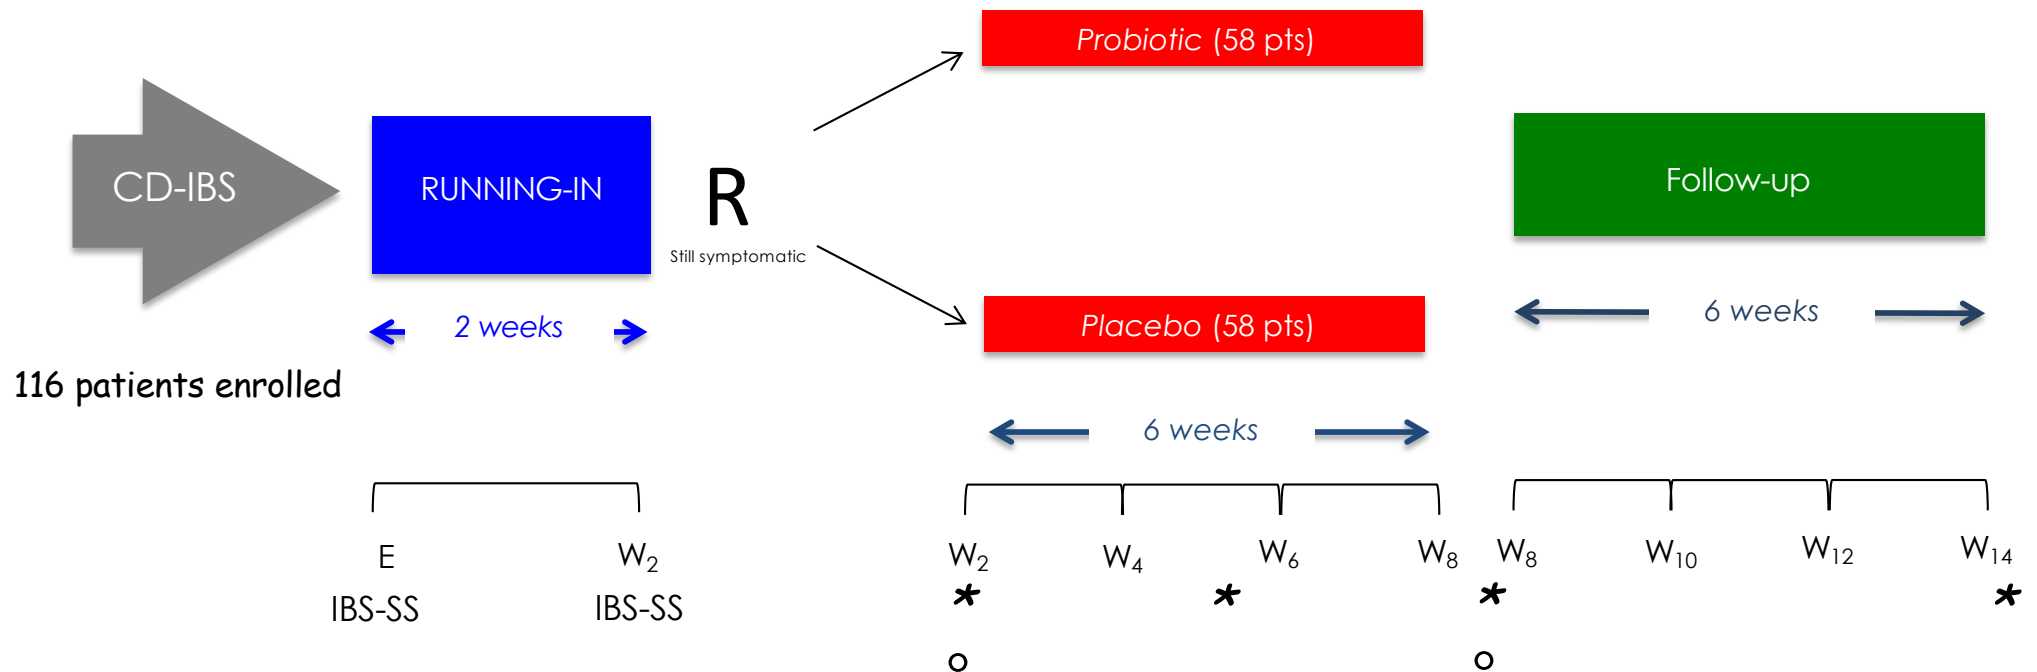 Probiotic (58 pts)
CD-IBS
RUNNING-IN
R
Still symptomatic
Follow-up
Placebo (58 pts)
2 weeks
6 weeks
116 patients enrolled
6 weeks
E
W2
W2
W4
W6
W8
W8
W10
W12
W14
IBS-SS
IBS-SS
* * * *